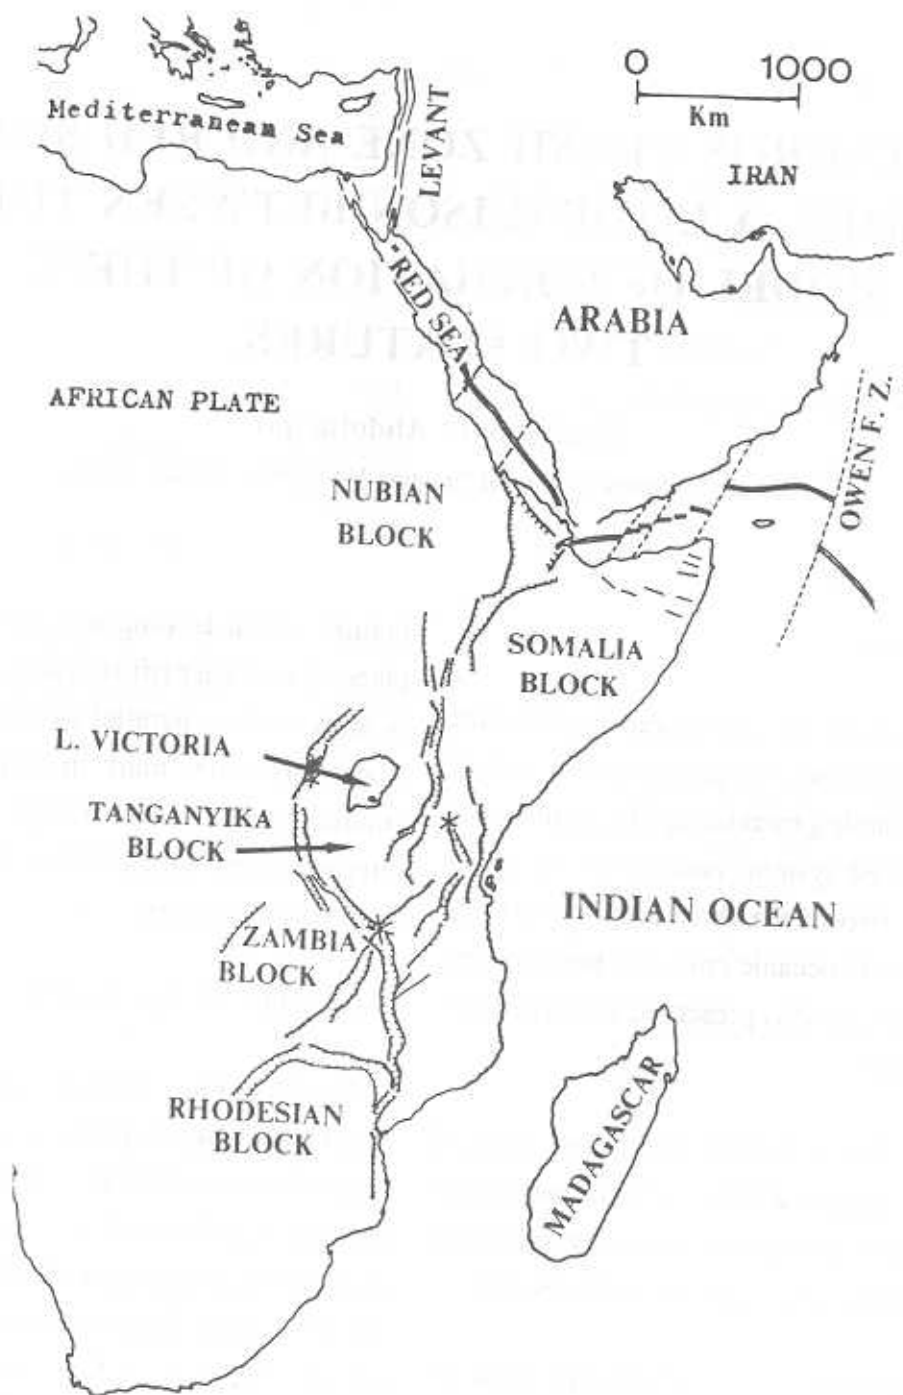 0 1000
Km
Mediterranean Sea
LEVANT
IRAN
RED SEA
ARABIA
AFRICAN PLATE
OWEN F. Z.
NUBIAN
BLOCK
SOMALIA
BLOCK
L. VICTORIA
TANGANYIKA
BLOCK
INDIAN OCEAN
ZAMBIA
BLOCK
RHODESIAN
BLOCK
MADAGASCAR